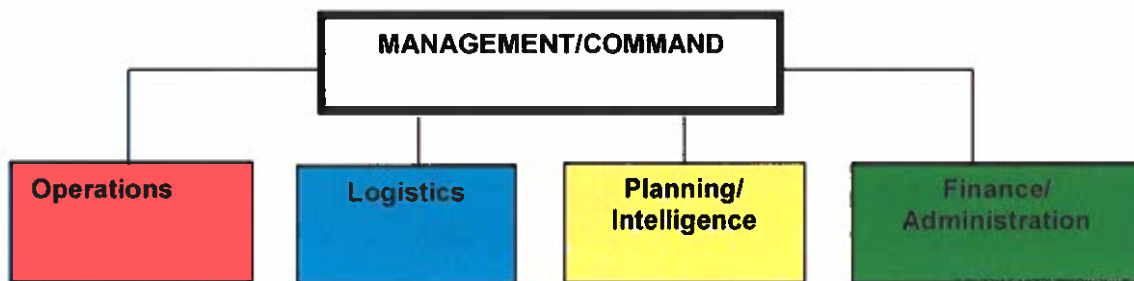 MANAGEMENT/COMMAND
Operations
Logistics
Planning/
Intelligence
Finance/
Administration